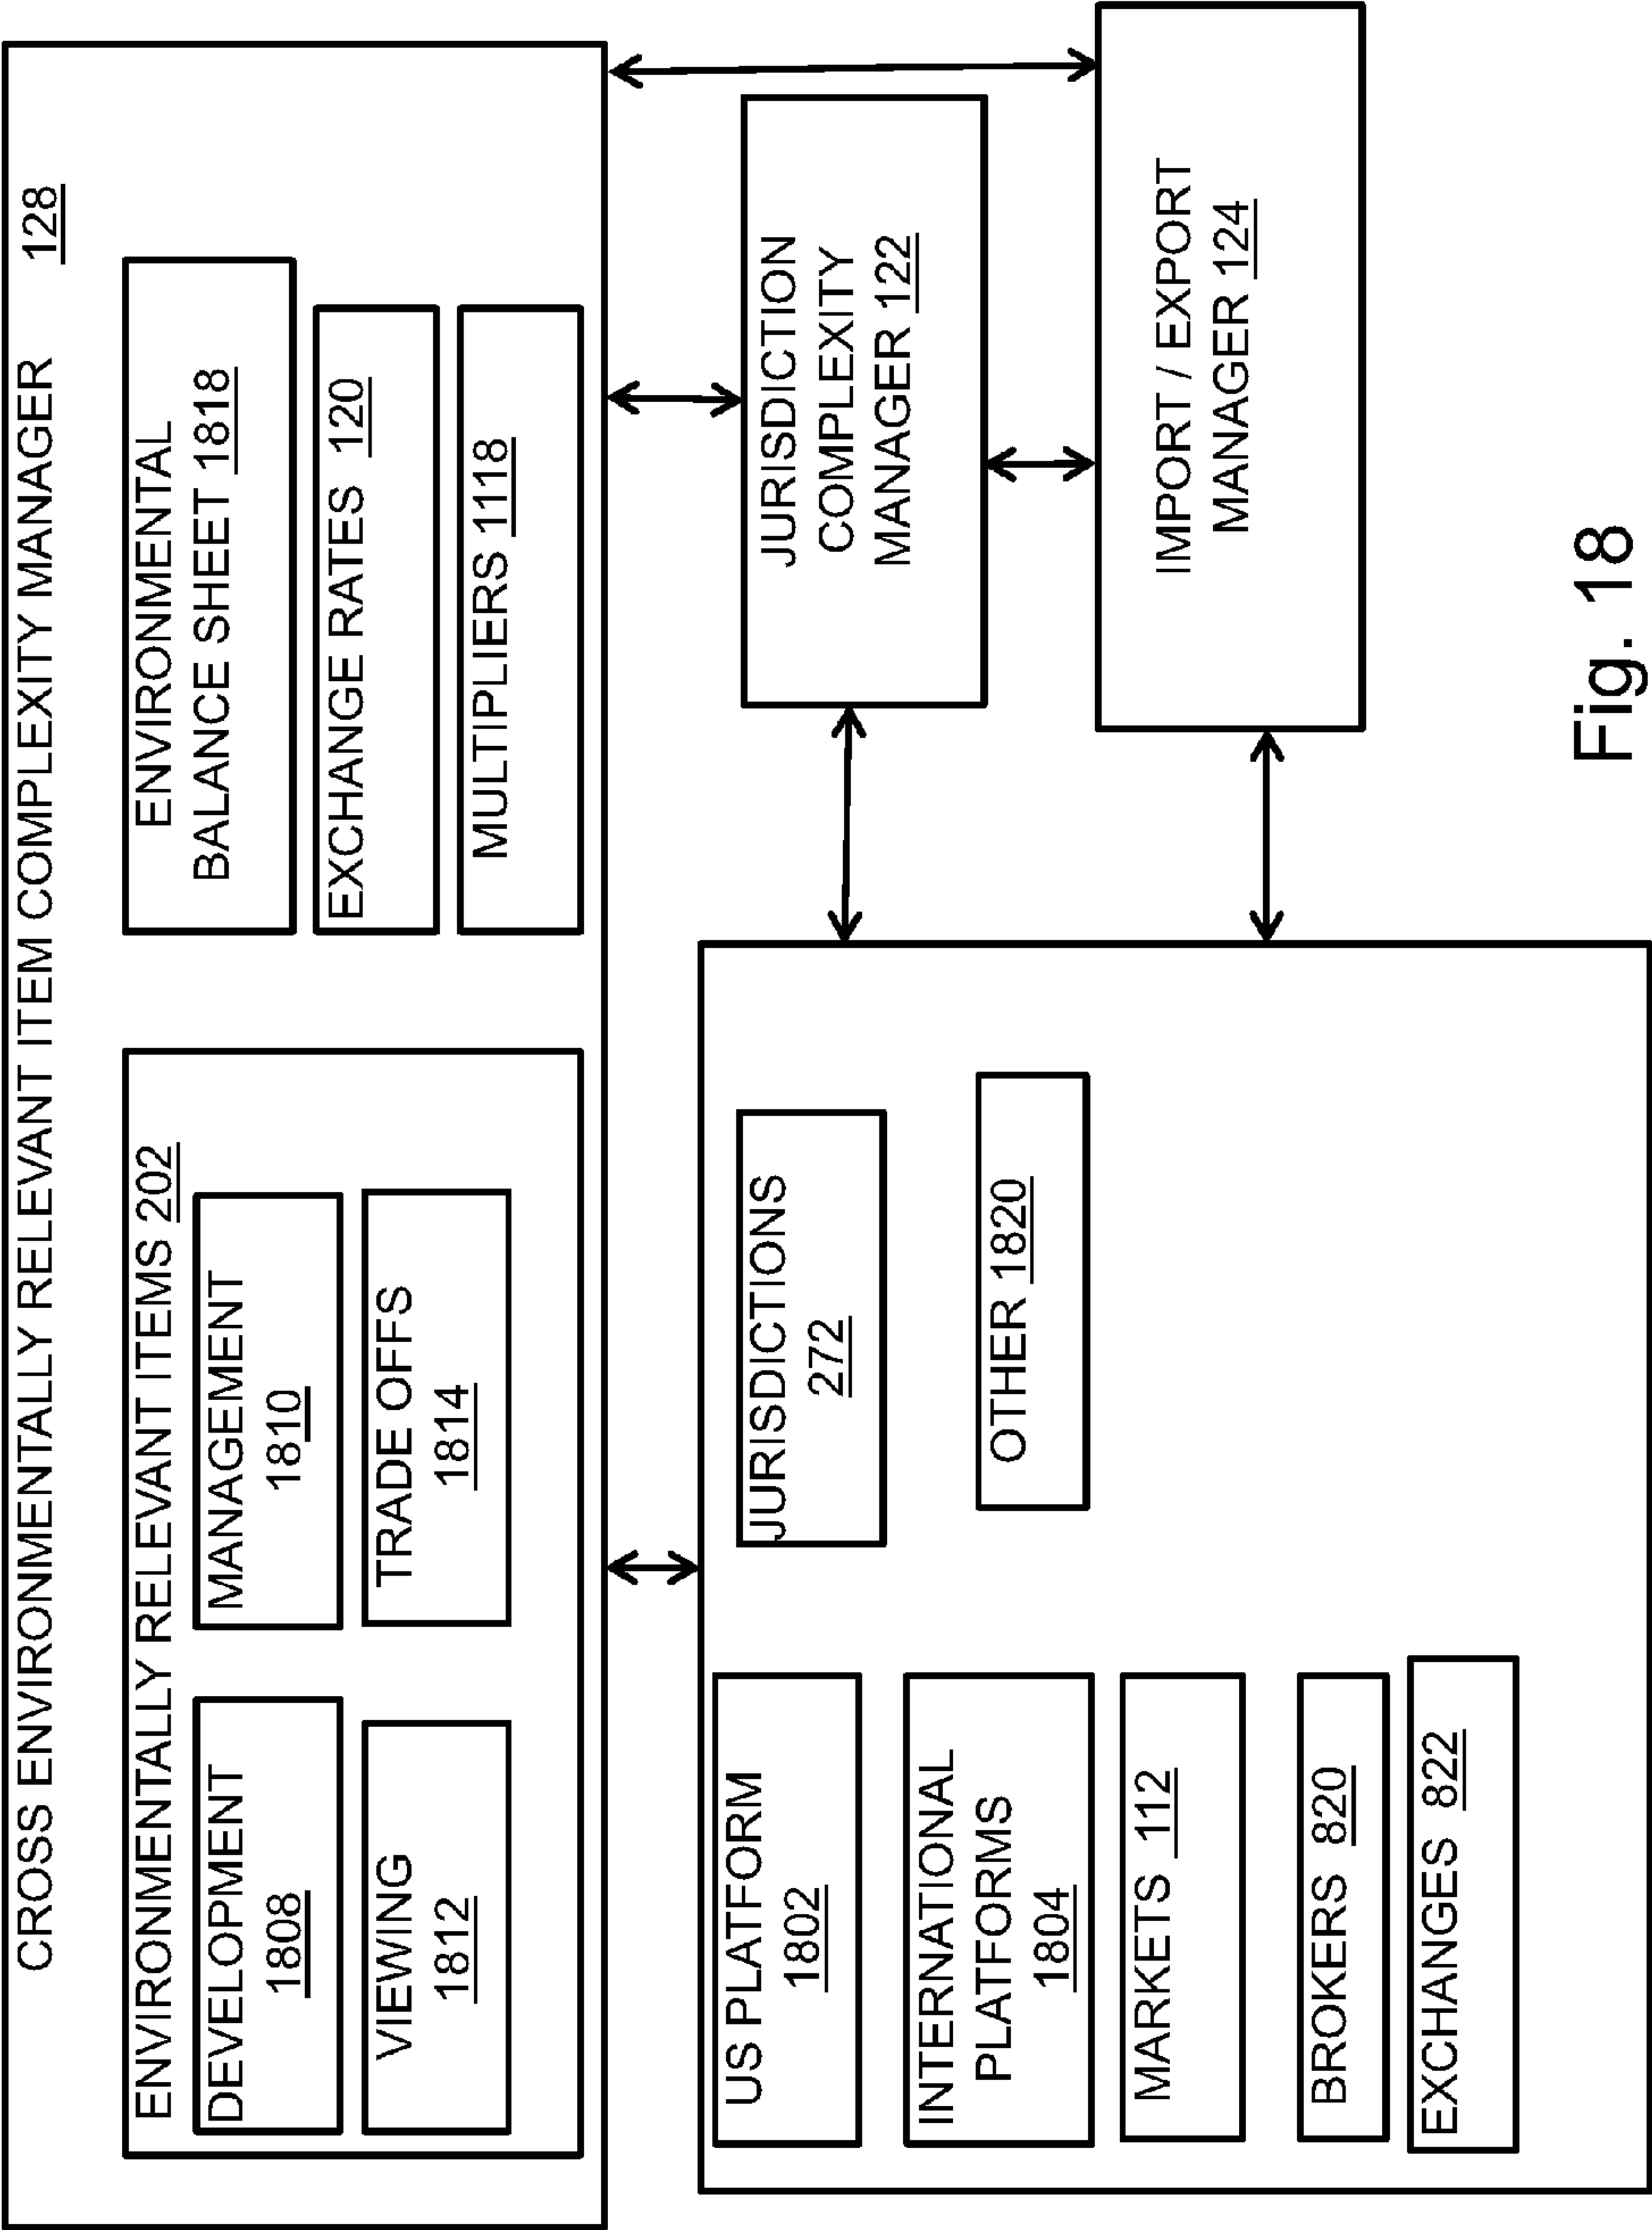 CROSS ENVIRONMENTALLY RELEVANT ITEM COMPLEXITY MANAGER 128
ENVIRONMENTALLY RELEVANT ITEMS 202
DEVELOPMENT
1808
MANAGEMENT
1810
VIEWING
1812
TRADE OFFS
1814
ENVIRONMENTAL
BALANCE SHEET 1818
EXCHANGE RATES 120
MULTIPLIERS 1118
US PLATFORM
1802
INTERNATIONAL
PLATFORMS
1804
MARKETS 112
BROKERS 820
EXCHANGES 822
JURISDICTIONS
272
OTHER 1820
JURISDICTION
COMPLEXITY
MANAGER 122
IMPORT / EXPORT
MANAGER 124
Fig. 18